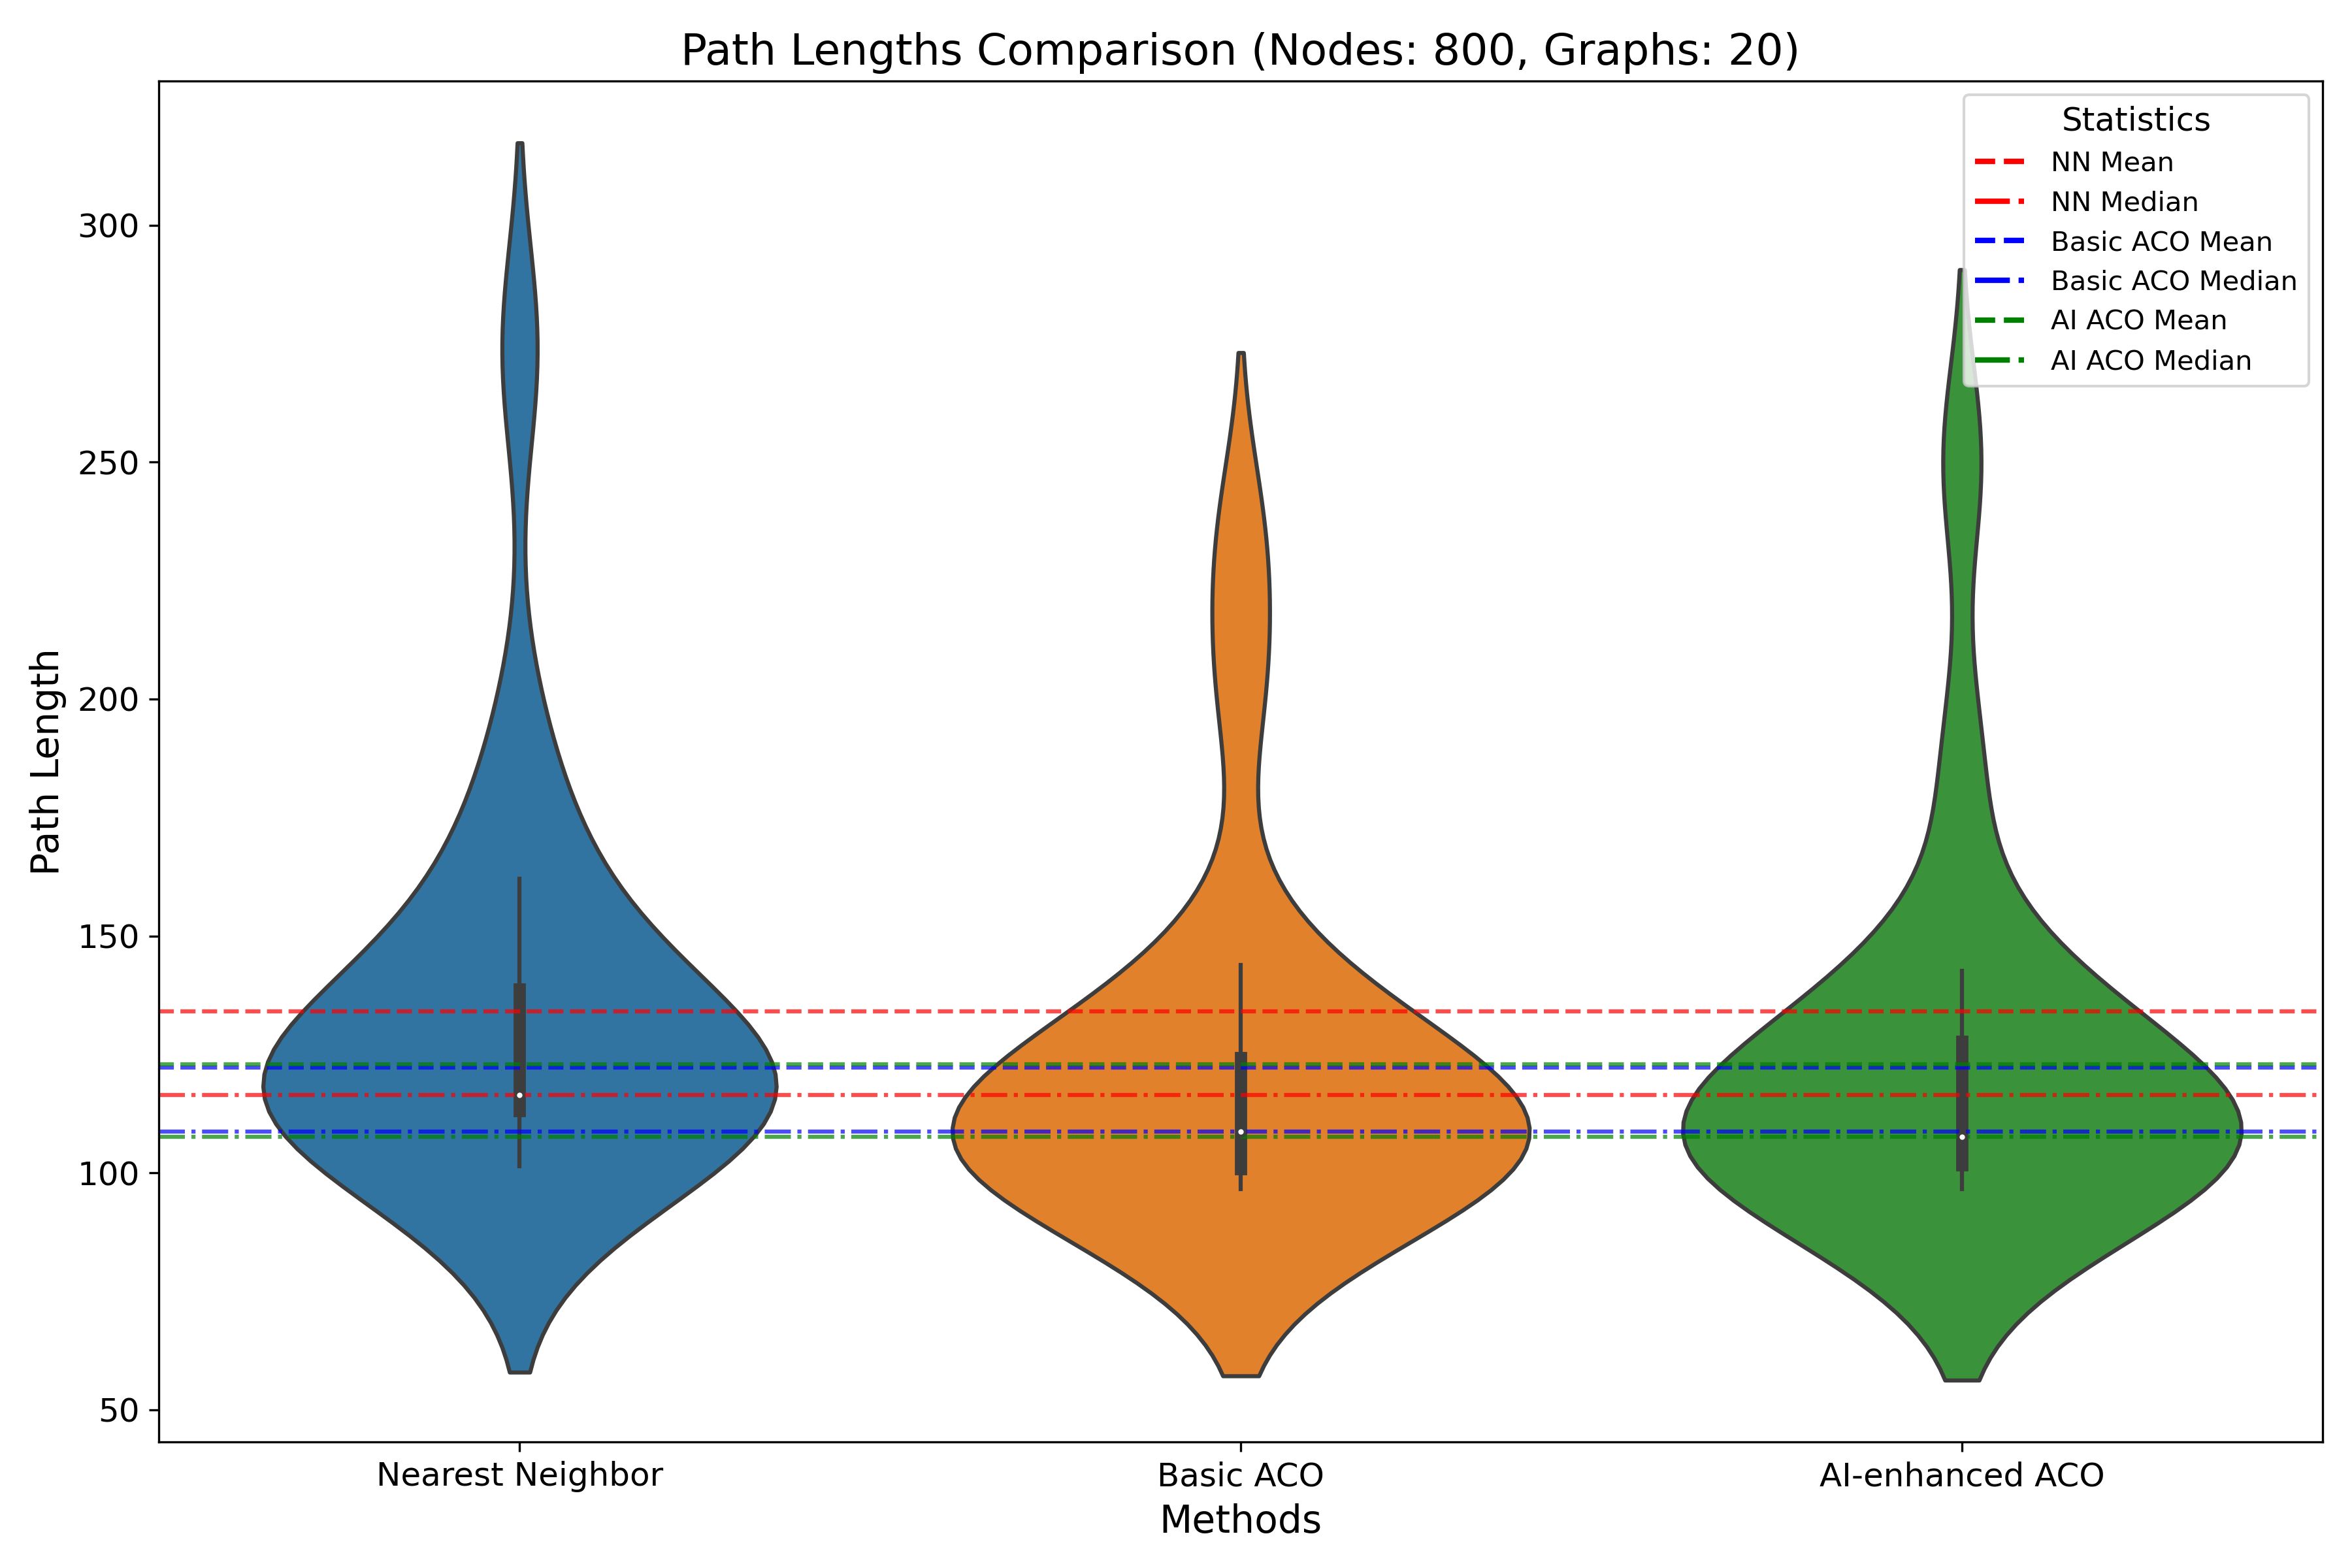 Path Lengths Comparison (Nodes: 800, Graphs: 20)
Statistics
NN Mean
NN Median
Basic ACO Mean
Basic ACO Median
AI ACO Mean
AI ACO Median
Path Length
300
250
200
150
100
50
Nearest Neighbor
Basic ACO
AI-enhanced ACO
Methods